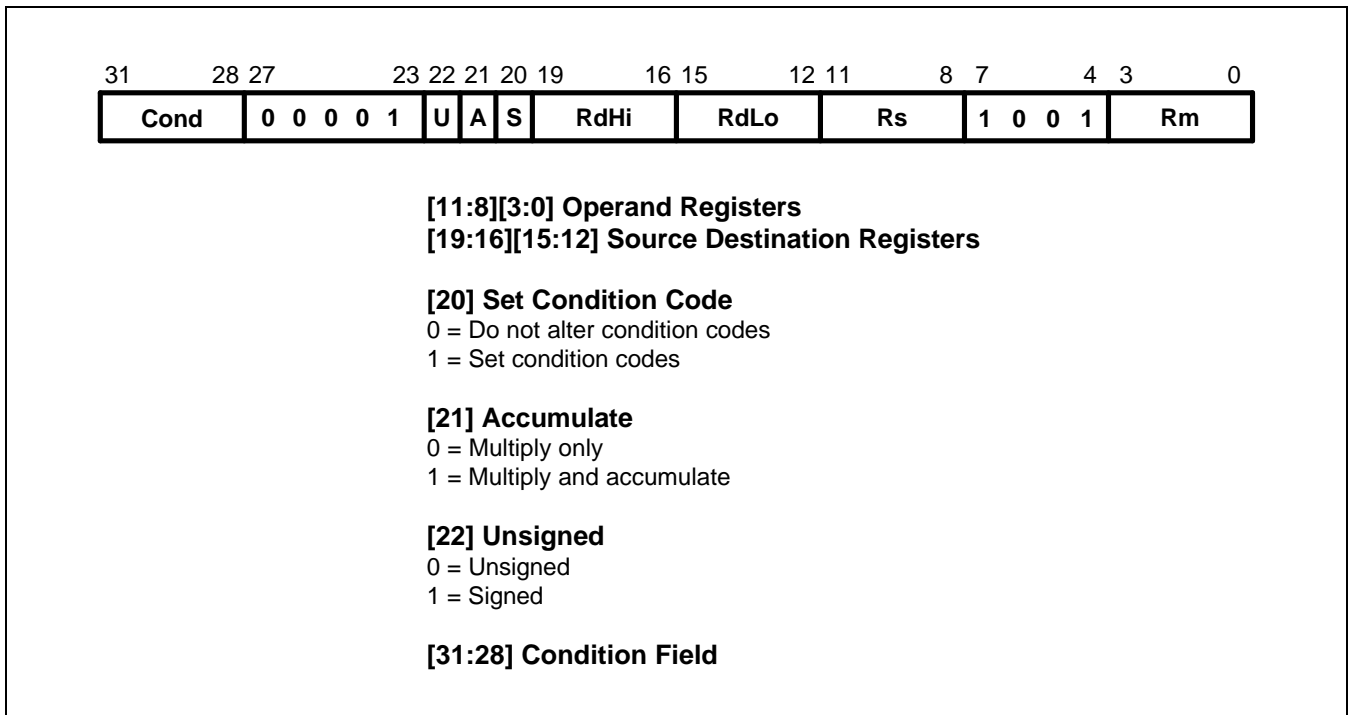 31 28 27 23 22 21 20 19 16 15 12 11 8 7 4 3 0
Cond 0 0 0 0 1 U A S RdHi RdLo Rs 1 0 0 1 Rm
[11:8][3:0] Operand Registers
[19:16][15:12] Source Destination Registers
[20] Set Condition Code
0 = Do not alter condition codes
1 = Set condition codes
[21] Accumulate
0 = Multiply only
1 = Multiply and accumulate
[22] Unsigned
0 = Unsigned
1 = Signed
[31:28] Condition Field